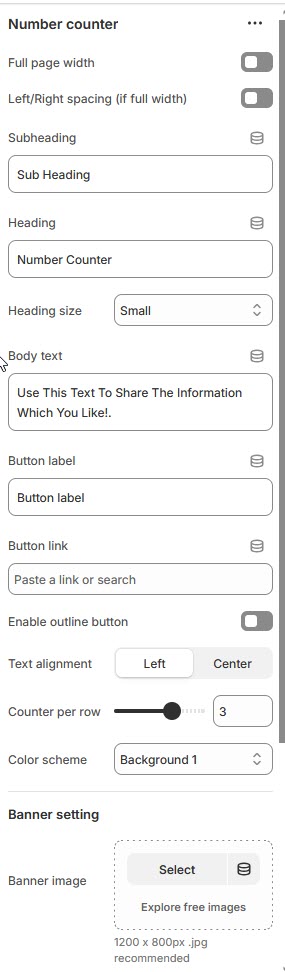 Number counter
Full page width
Left/Right spacing (if full width)
Subheading
Sub Heading
Heading
Number Counter
Heading size
Small
Body text
Use This Text To Share The Information
Which You Like!.
Button label
Button label
Button link
Paste a link or search
Enable outline button
Text alignment
Left
Center
Counter per row
3
Color scheme
Background 1
Banner setting
Banner image
Select
Explore free images
1200 x 800px .jpg
recommended